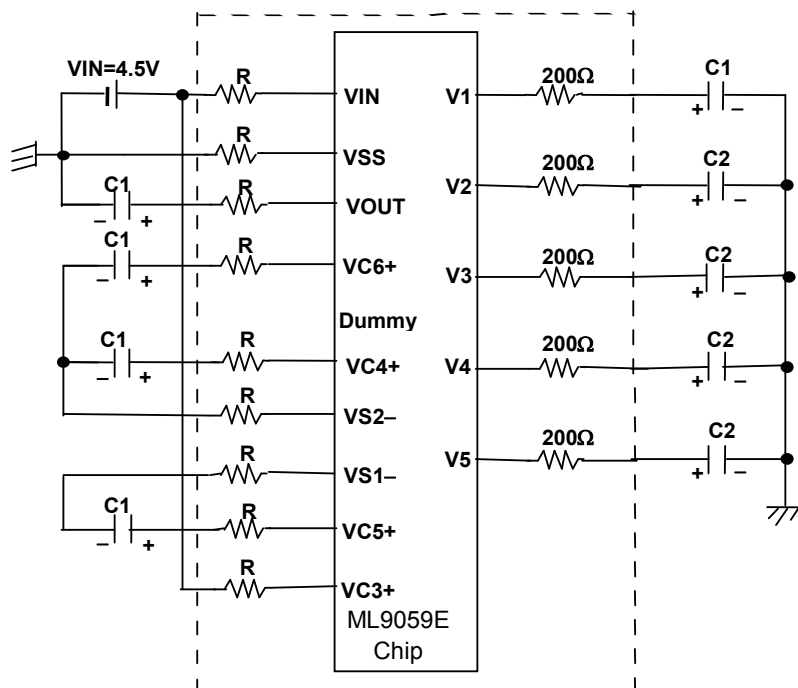 VIN=4.5V
R
VIN
R
VSS
C1
+
−
R
VOUT
C1
+
−
R
VC6+
Dummy
C1
+
−
R
VC4+
R
VS2−
R
VS1−
C1
+
−
R
VC5+
R
VC3+
ML9059E
Chip
V1
200Ω
C1
+
−
V2
200Ω
C2
+
−
V3
200Ω
C2
+
−
V4
200Ω
C2
+
−
V5
200Ω
C2
+
−